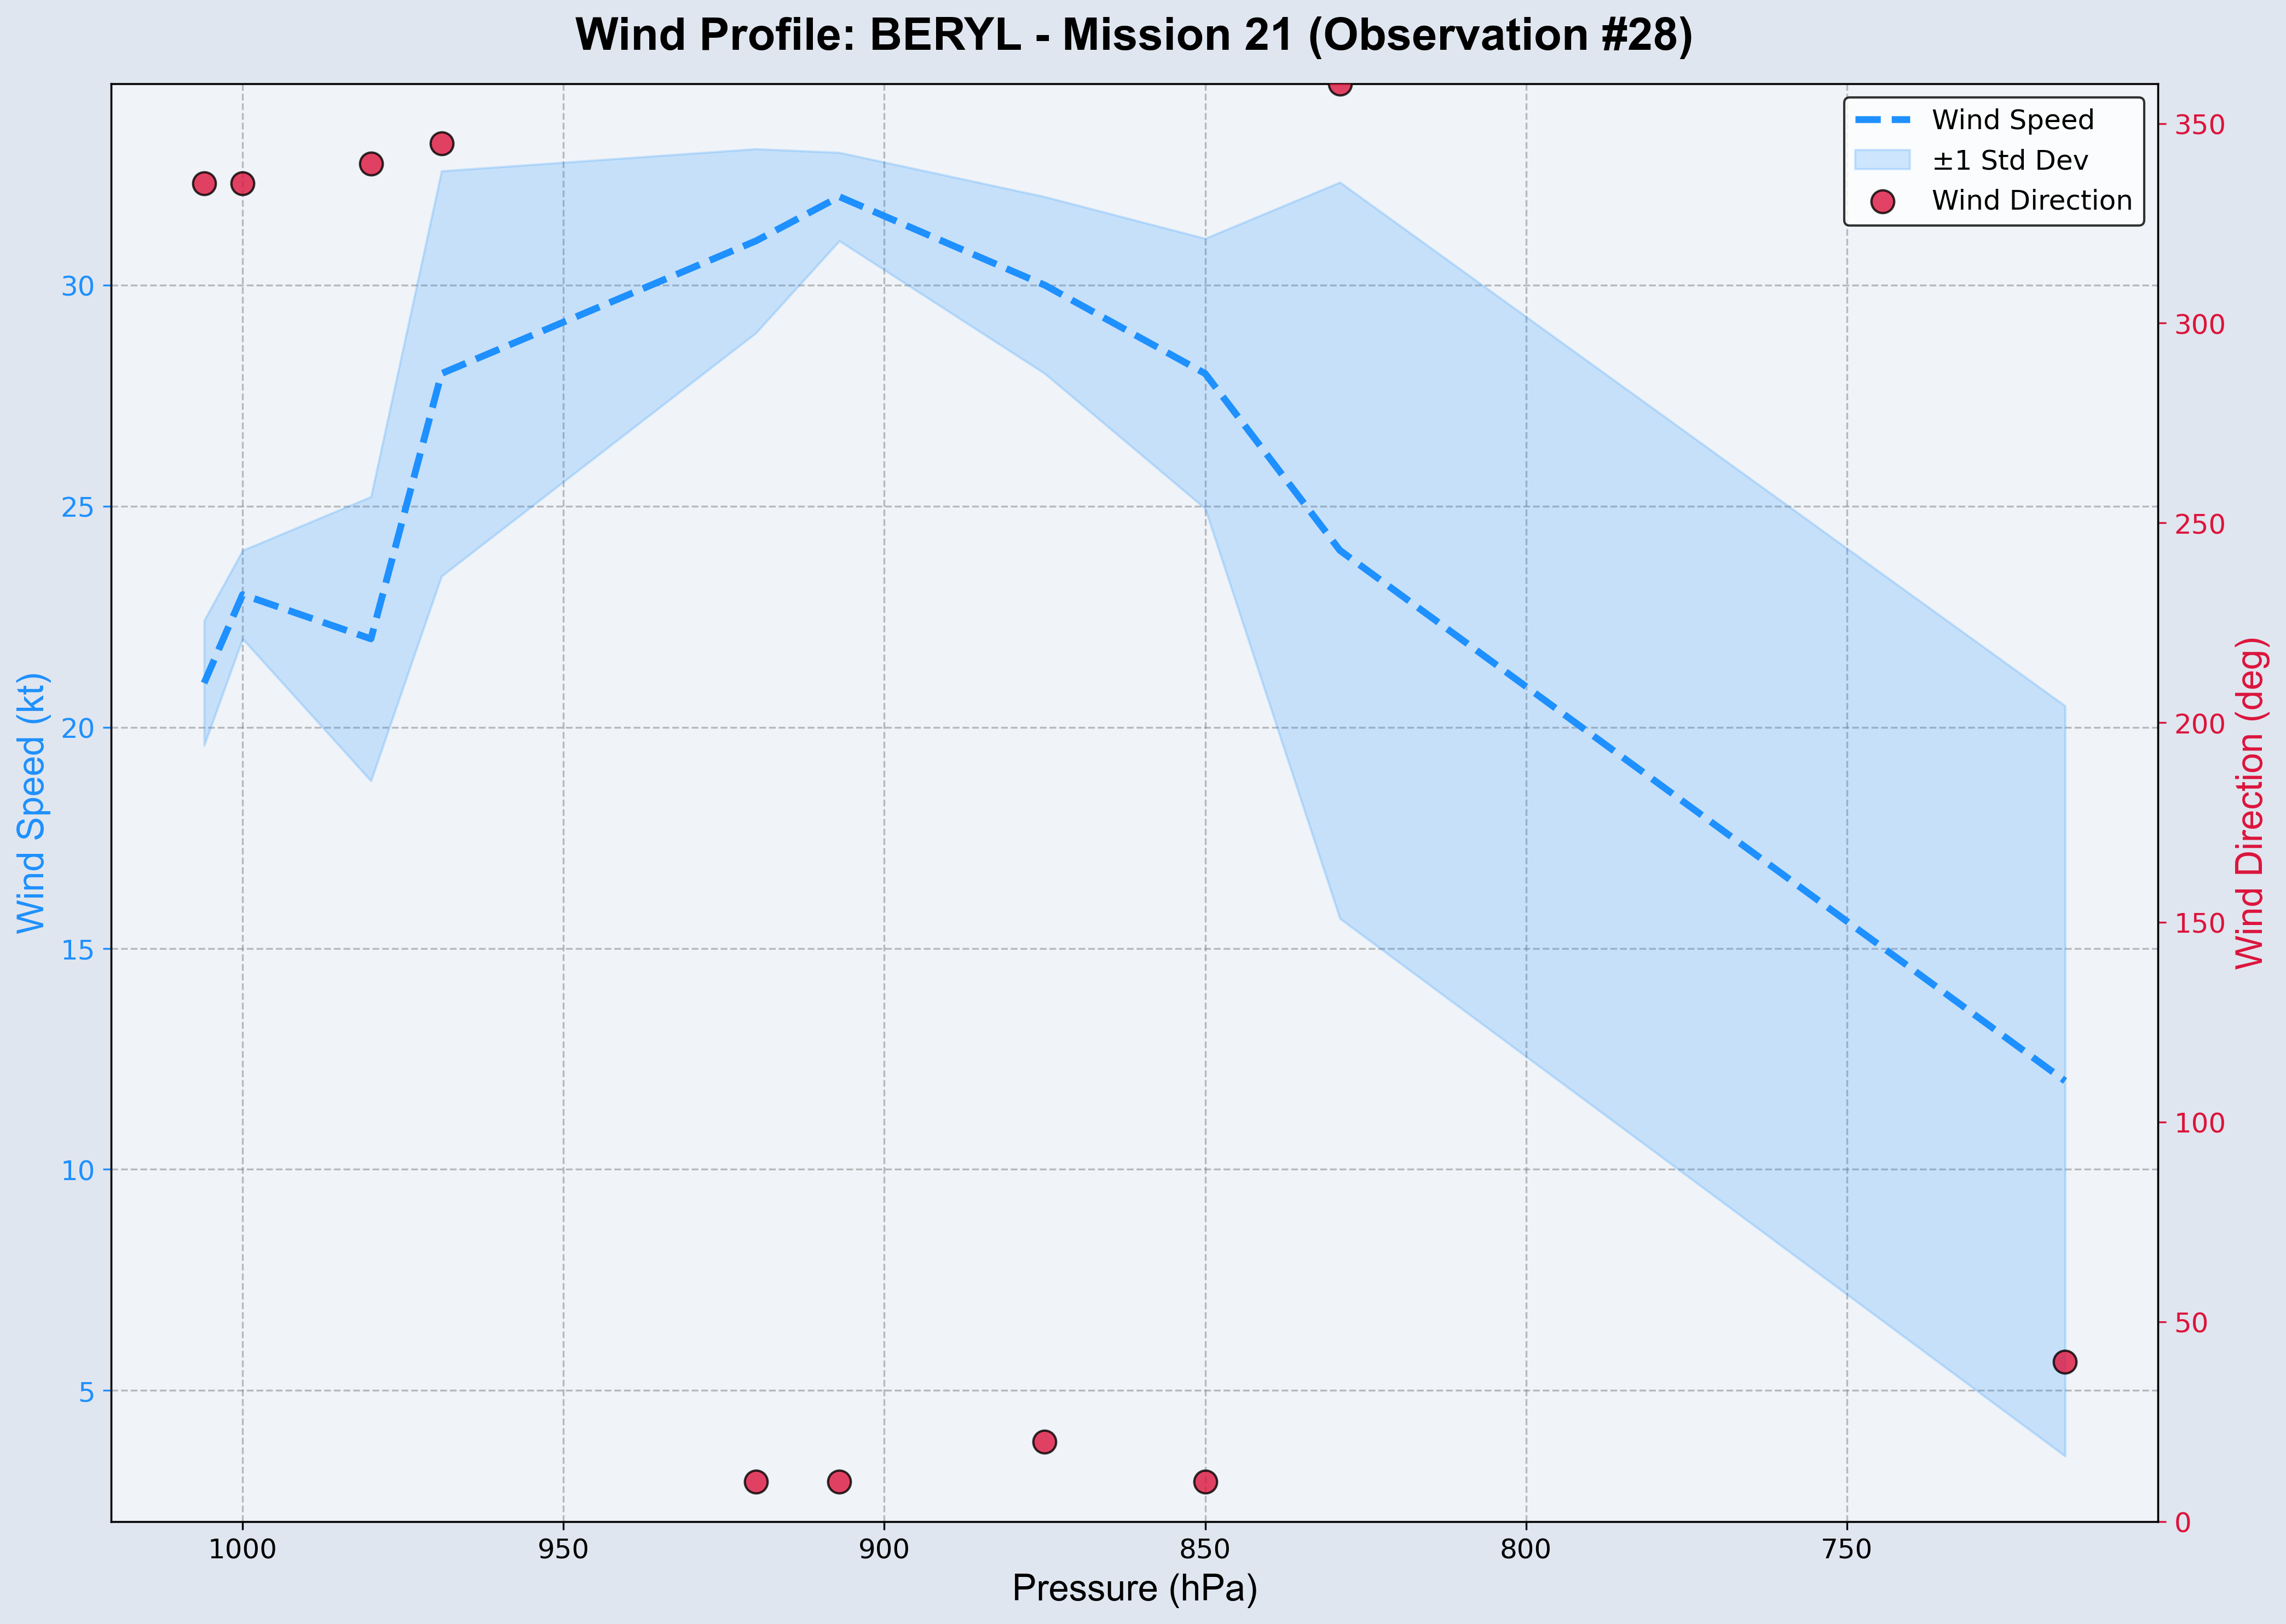 Wind Profile: BERYL - Mission 21 (Observation #28)
Wind Speed
±1 Std Dev
Wind Direction
Wind Speed (kt)
30
25
20
15
10
5
350
300
250
200
150
100
50
0
Wind Direction (deg)
1000 950 900 850 800 750
Pressure (hPa)